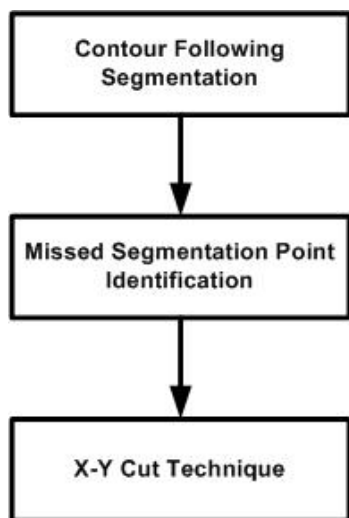 Contour Following
Segmentation
Missed Segmentation Point
Identification
X-Y Cut Technique